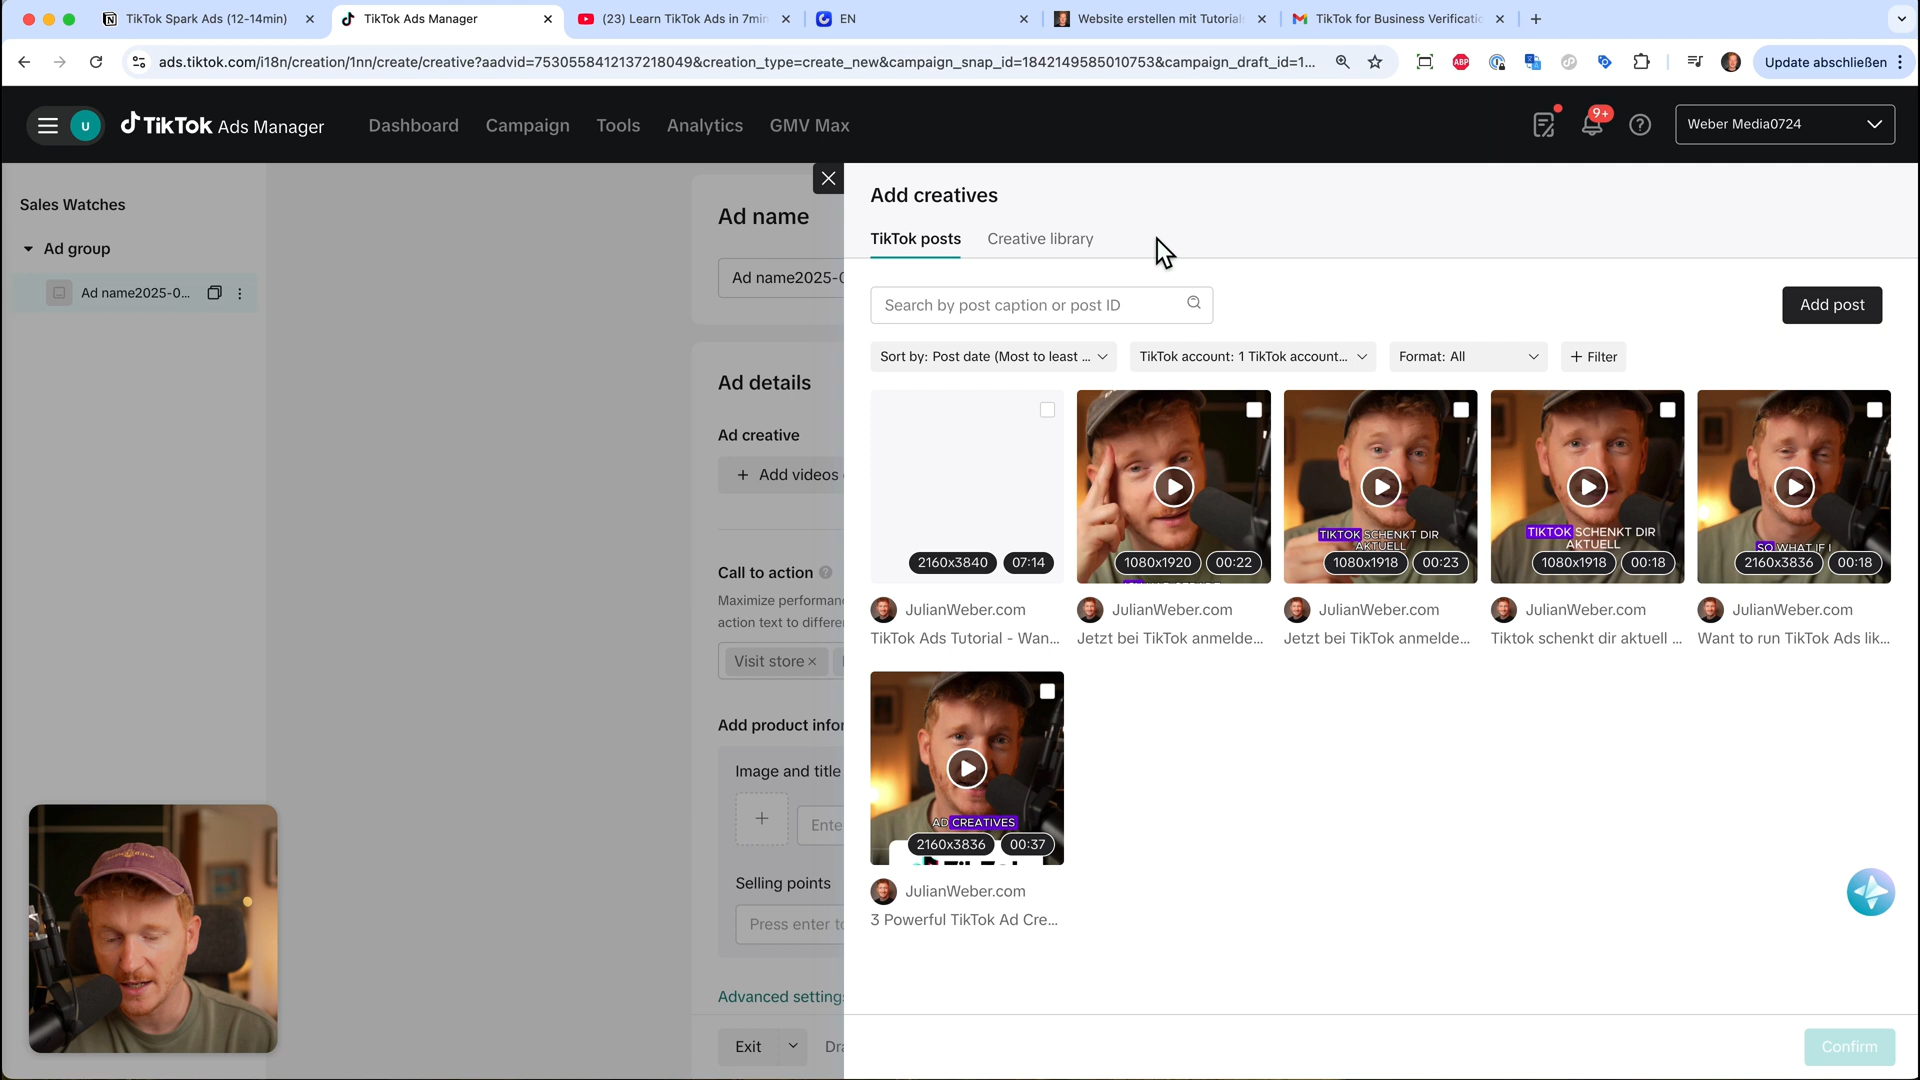 TikTok Spark Ads (12-14min)
TikTok Ads Manager
(23) Learn TikTok Ads in 7min
EN
Website erstellen mit Tutorial
TikTok for Business Verificati
ads.tiktok.com/i18n/creation/1nn/create/creative?aadvid=7530558412137218049&creation_type=create_new&campaign_snap_id=1842149585010753&campaign_draft_id=1...
ABP
Update abschließen
U
TikTok Ads Manager
Dashboard
Campaign
Tools
Analytics
GMV Max
9+
Weber Media0724
Sales Watches
Ad group
Ad name2025-0...
Ad name
Ad name2025-0
Ad details
Ad creative
+ Add videos
Call to action
Maximize performan
action text to differe
Visit store
Add product infor
Image and title
Ente
Selling points
Press enter to
Advanced settings
Exit
Dra
Add creatives
TikTok posts
Creative library
Search by post caption or post ID
Add post
Sort by: Post date (Most to least ...
TikTok account: 1 TikTok account...
Format: All
+ Filter
2160x3840 07:14
JulianWeber.com
TikTok Ads Tutorial - Wan...
1080x1920 00:22
JulianWeber.com
Jetzt bei TikTok anmelde...
TIKTOK SCHENKT DIR
AKTUELL
1080x1918 00:23
JulianWeber.com
Jetzt bei TikTok anmelde...
TIKTOK SCHENKT DIR
AKTUELL
1080x1918 00:18
JulianWeber.com
Tiktok schenkt dir aktuell ...
SO WHAT IF I
2160x3836 00:18
JulianWeber.com
Want to run TikTok Ads lik...
AD CREATIVES
2160x3836 00:37
JulianWeber.com
3 Powerful TikTok Ad Cre...
Confirm